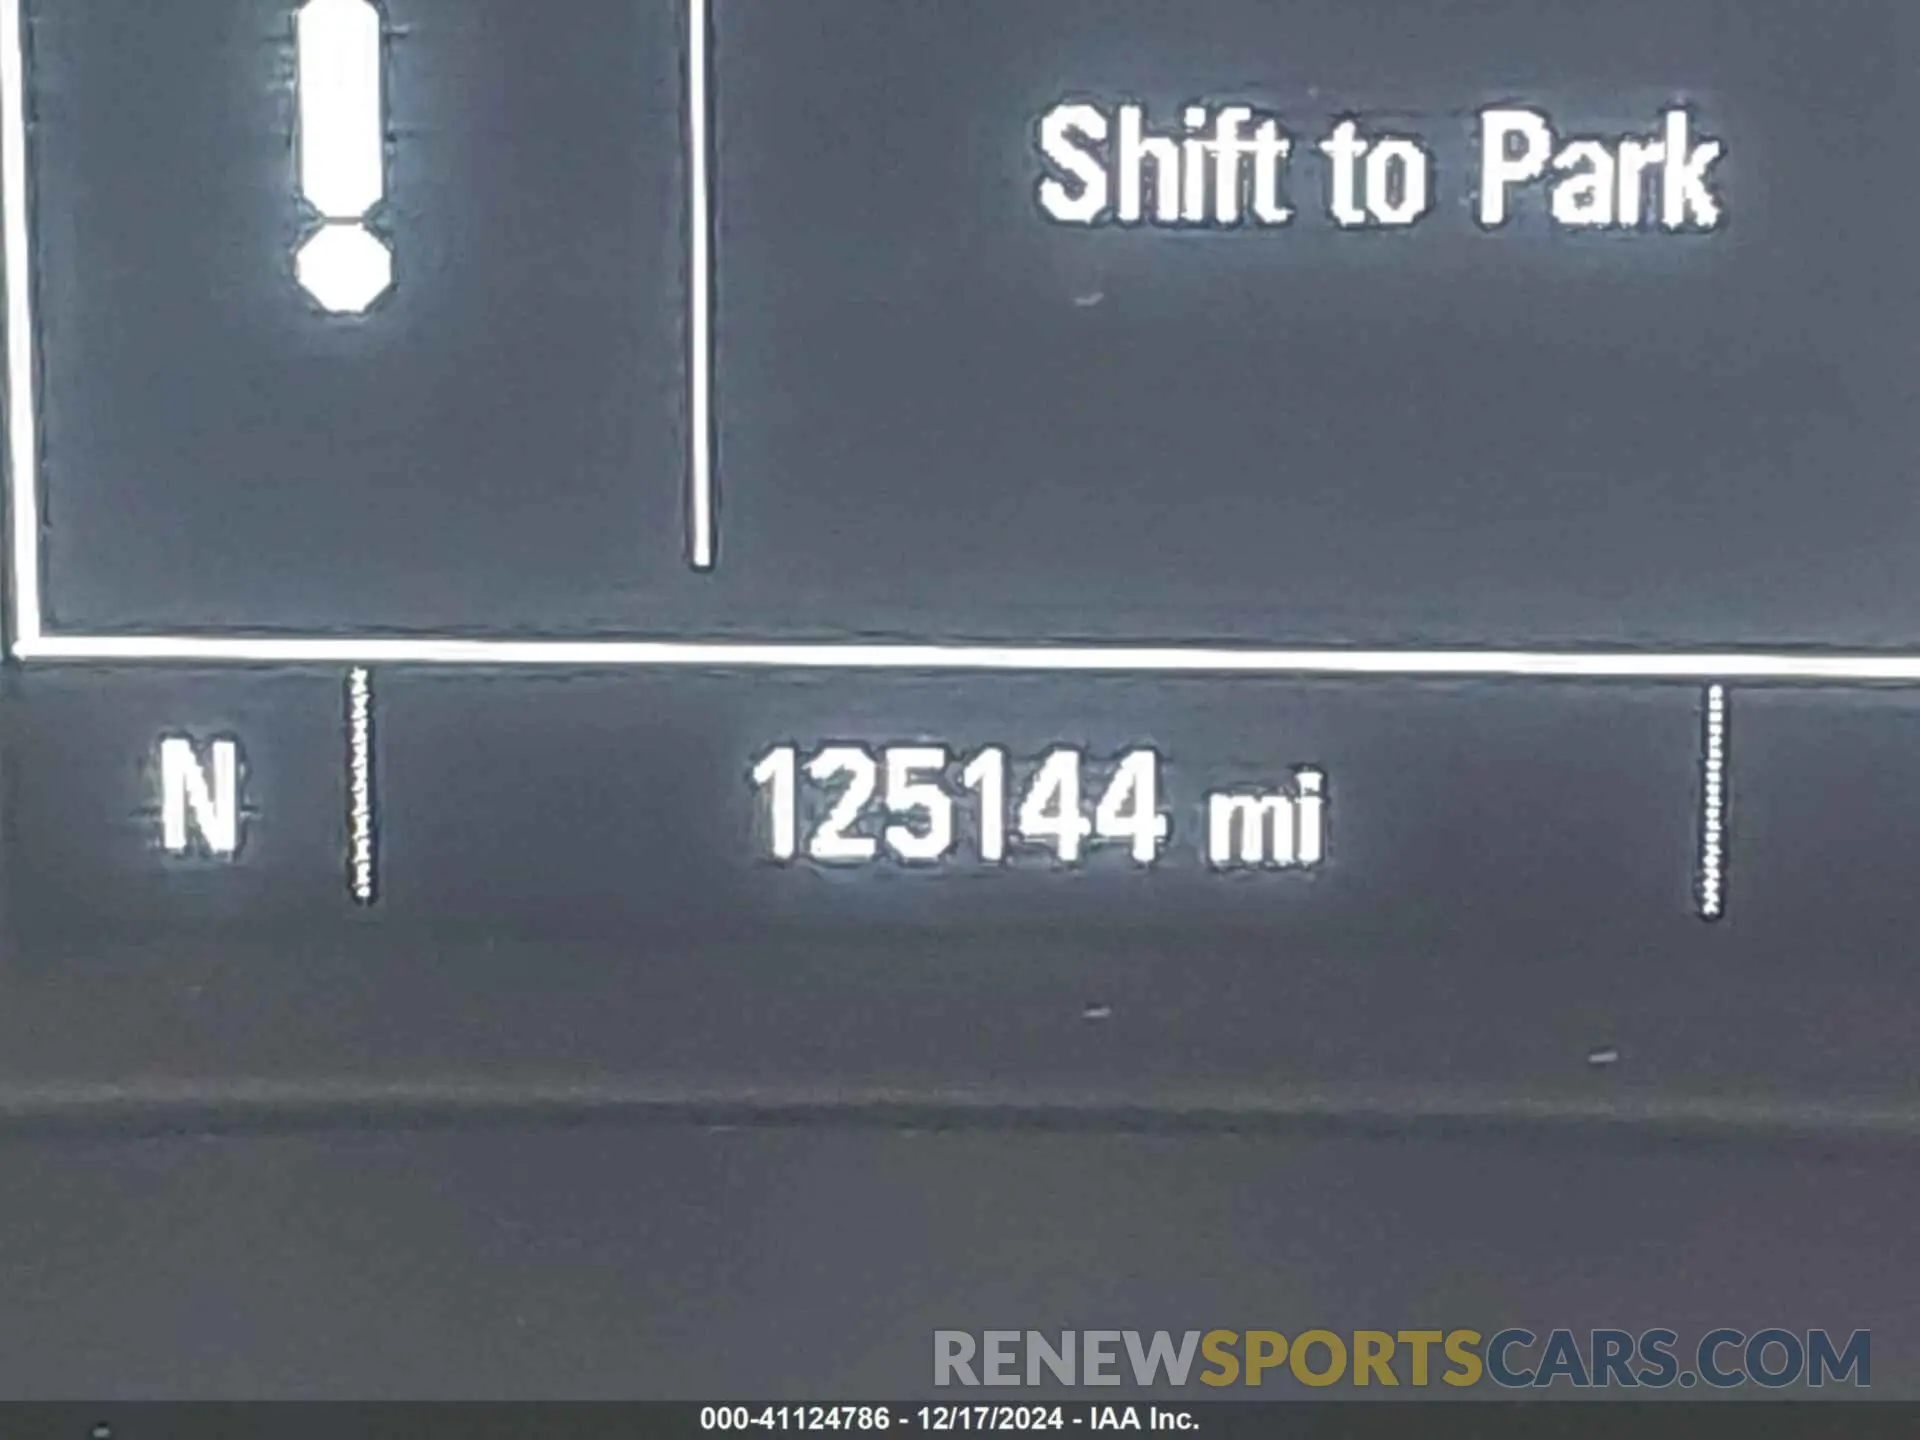 Shift to Park
N 125144 mi
RENEWSPORTSCARS.COM
000-41124786 - 12/17/2024 - IAA Inc.